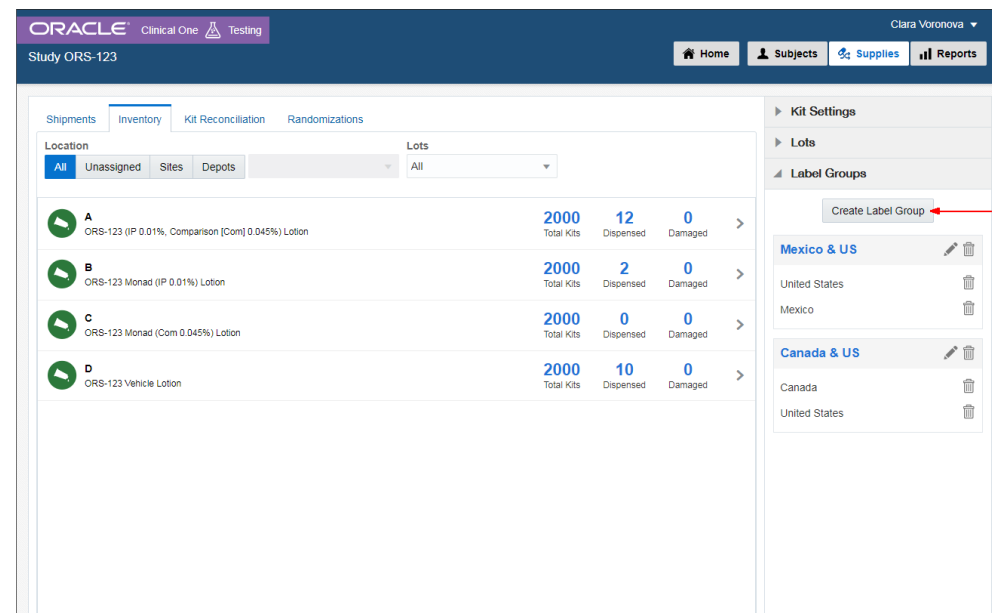 ORACLE Clinical One Testing
Clara Voronova
Study ORS-123
Home
Subjects
Supplies
Reports
Shipments
Inventory
Kit Reconciliation
Randomizations
Location
Lots
All
Unassigned
Sites
Depots
All
A
ORS-123 (IP 0.01%, Comparison [Com] 0.045%) Lotion
2000 12 0
Total Kits Dispensed Damaged
B
ORS-123 Monad (IP 0.01%) Lotion
2000 2 0
Total Kits Dispensed Damaged
C
ORS-123 Monad (Com 0.045%) Lotion
2000 0 0
Total Kits Dispensed Damaged
D
ORS-123 Vehicle Lotion
2000 10 0
Total Kits Dispensed Damaged
Kit Settings
Lots
Label Groups
Create Label Group
Mexico & US
United States
Mexico
Canada & US
Canada
United States